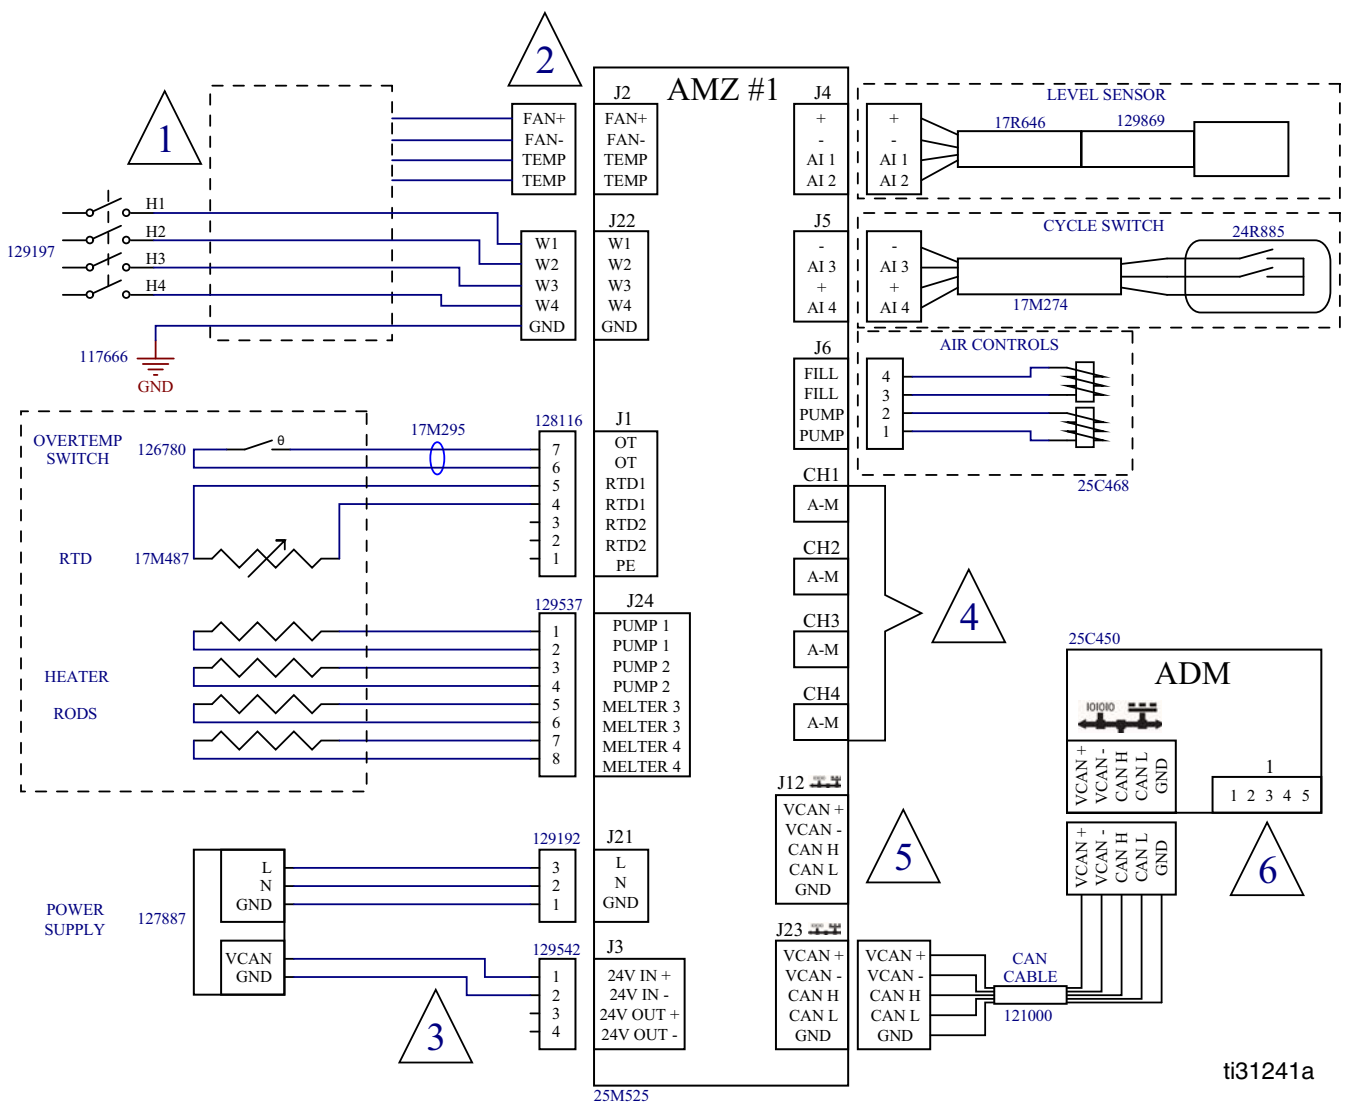 1
H1
H2
H3
H4
129197
117666
GND
2
FAN+
FAN-
TEMP
TEMP
W1
W2
W3
W4
GND
AMZ #1
J2
FAN+
FAN-
TEMP
TEMP
J22
W1
W2
W3
W4
GND
J4
+
-
AI 1
AI 2
+
-
AI 1
AI 2
LEVEL SENSOR
17R646
129869
J5
-
AI 3
+
AI 4
-
AI 3
+
AI 4
CYCLE SWITCH
24R885
17M274
J6
FILL
FILL
PUMP
PUMP
4
3
2
1
AIR CONTROLS
25C468
OVERTEMP
SWITCH
126780
θ
17M295
RTD
17M487
128116
7
6
5
4
3
2
1
J1
OT
OT
RTD1
RTD1
RTD2
RTD2
PE
HEATER
RODS
129537
1
2
3
4
5
6
7
8
J24
PUMP 1
PUMP 1
PUMP 2
PUMP 2
MELTER 3
MELTER 3
MELTER 4
MELTER 4
CH1
A-M
CH2
A-M
CH3
A-M
CH4
A-M
4
POWER
SUPPLY
127887
L
N
GND
VCAN
GND
129192
3
2
1
J21
L
N
GND
129542
1
2
3
4
J3
24V IN +
24V IN -
24V OUT +
24V OUT -
3
25M525
J12
VCAN +
VCAN -
CAN H
CAN L
GND
5
J23
VCAN +
VCAN -
CAN H
CAN L
GND
VCAN +
VCAN -
CAN H
CAN L
GND
CAN
CABLE
121000
25C450
ADM
IOIOIO
VCAN +
VCAN -
CAN H
CAN L
GND
1
1 2 3 4 5
VCAN +
VCAN -
CAN H
CAN L
GND
6
ti31241a